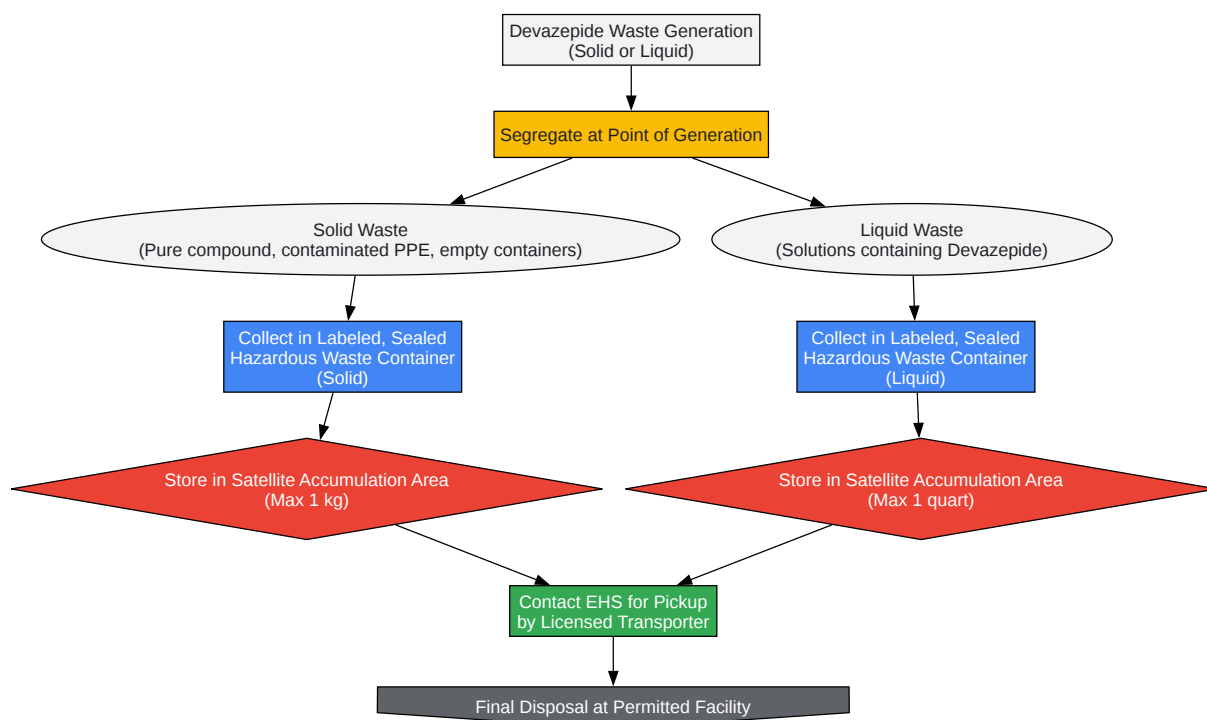 Devazepide Waste Generation
(Solid or Liquid)
Segregate at Point of Generation
Solid Waste
(Pure compound, contaminated PPE, empty containers)
Liquid Waste
(Solutions containing Devazepide)
Collect in Labeled, Sealed
Hazardous Waste Container
(Solid)
Collect in Labeled, Sealed
Hazardous Waste Container
(Liquid)
Store in Satellite Accumulation Area
(Max 1 kg)
Store in Satellite Accumulation Area
(Max 1 quart)
Contact EHS for Pickup
by Licensed Transporter
Final Disposal at Permitted Facility